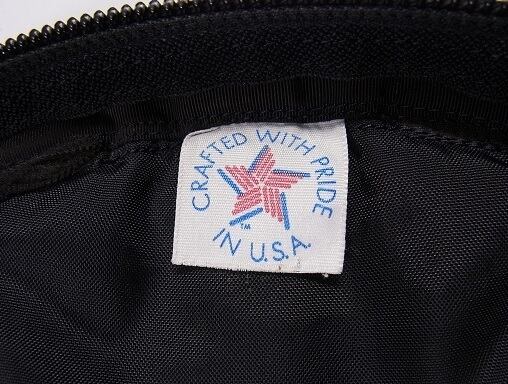 CRAFTED WITH PRIDE
IN U.S.A.
TM